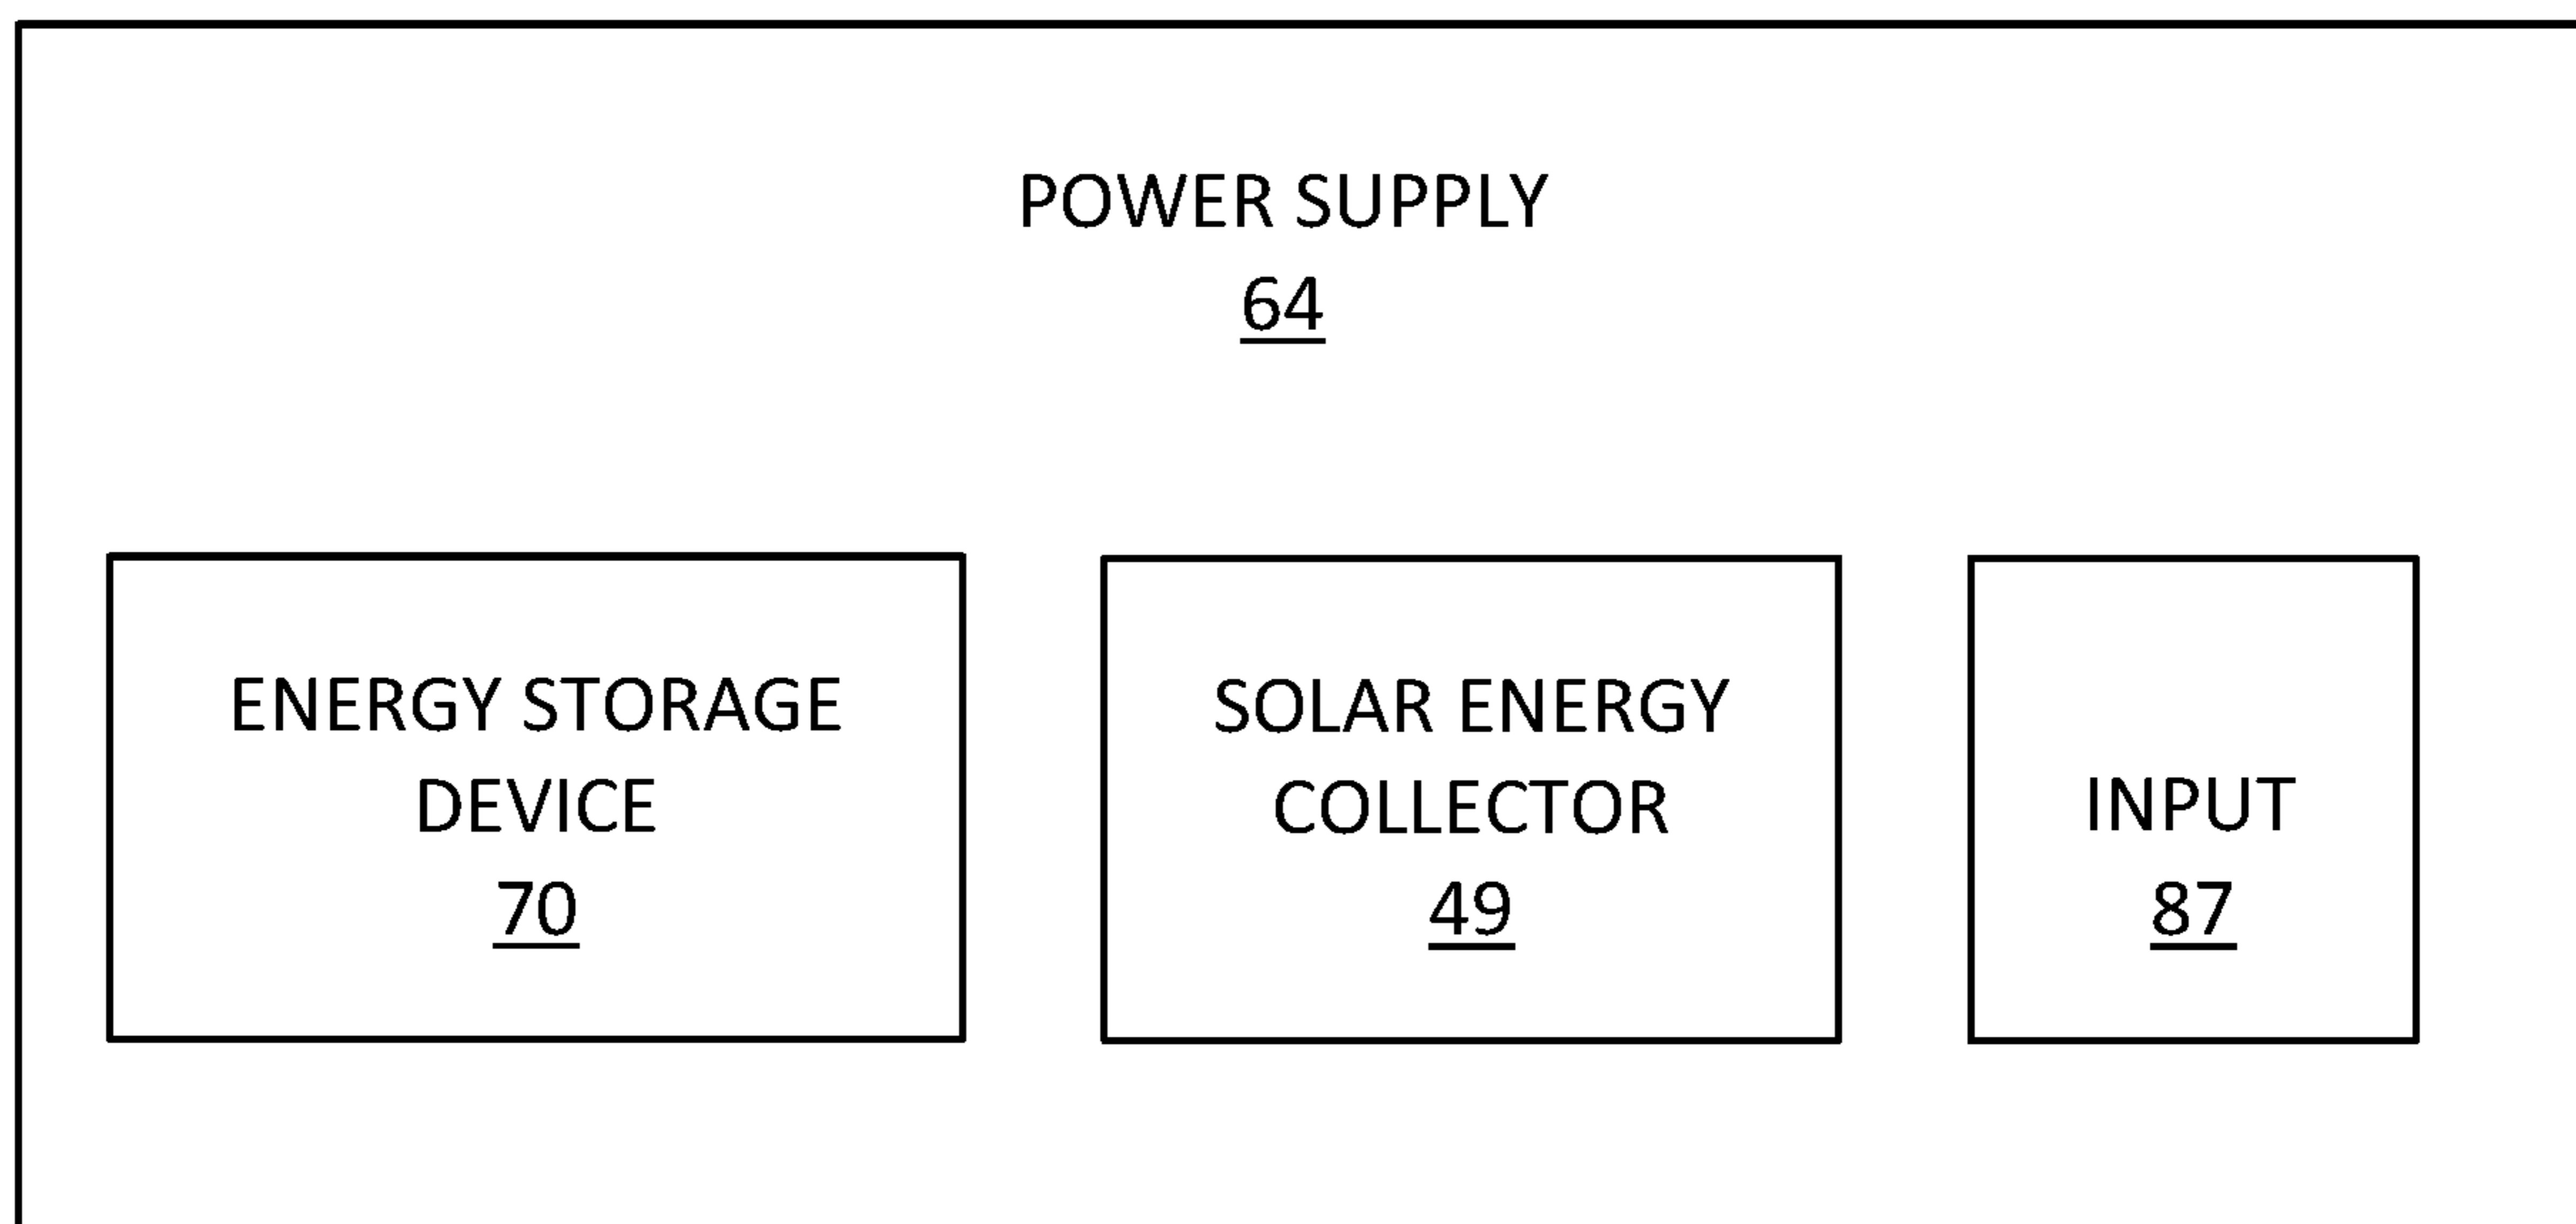 POWER SUPPLY
64
ENERGY STORAGE
DEVICE
70
SOLAR ENERGY
COLLECTOR
49
INPUT
87